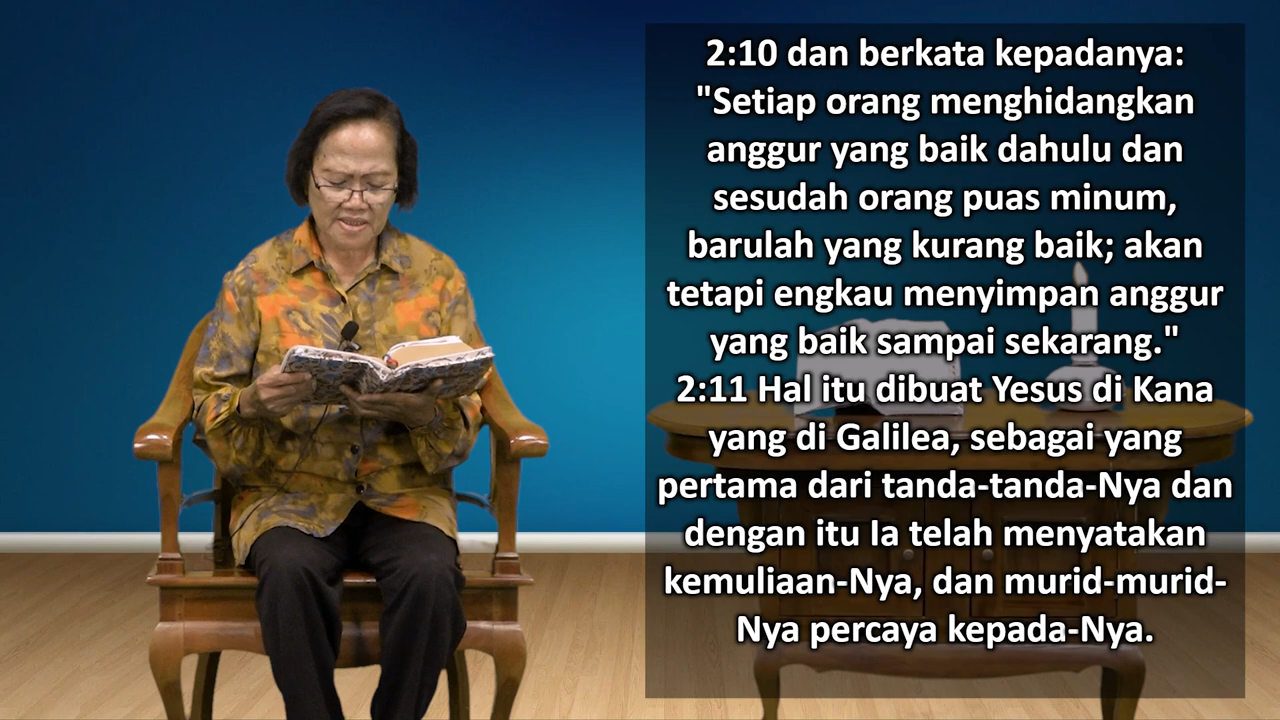 2:10 dan berkata kepadanya:
"Setiap orang menghidangkan
anggur yang baik dahulu dan
sesudah orang puas minum,
barulah yang kurang baik; akan
tetapi engkau menyimpan anggur
yang baik sampai sekarang."
2:11 Hal itu dibuat Yesus di Kana
yang di Galilea, sebagai yang
pertama dari tanda-tanda-Nya dan
dengan itu Ia telah menyatakan
kemuliaan-Nya, dan murid-murid-
Nya percaya kepada-Nya.